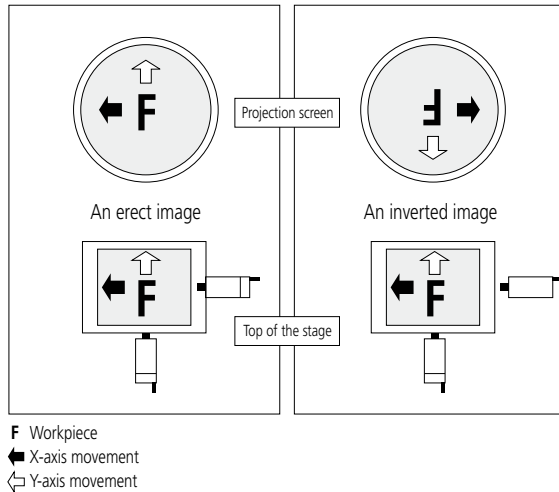 F
F
Projection screen
An erect image
An inverted image
F
F
Top of the stage
F Workpiece
X-axis movement
Y-axis movement